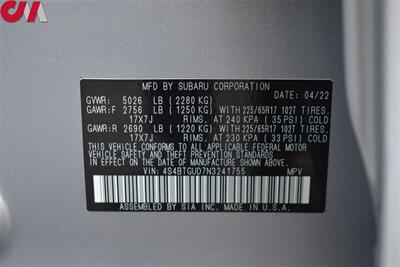 CIA
MFD BY SUBARU CORPORATION
DATE: 04/22
GVWR: 5026 LB (2280 KG)
GAWR:F 2756 LB (1250 KG) WITH 225/65R17 102T TIRES.
17X7J RIMS. AT 240 KPA ( 35 PSI) COLD
GAWR:R 2690 LB (1220 KG) WITH 225/65R17 102T TIRES.
17X7J RIMS. AT 230 KPA ( 33 PSI) COLD
THIS VEHICLE CONFORMS TO ALL APPLICABLE
FEDERAL MOTOR VEHICLE SAFETY STANDARDS
IN EFFECT ON THE DATE OF MANUFACTURE SHOWN ABOVE.
VIN: 4S4BTGUD7N3241755 MPV
ASSEMBLED BY SIA INC. MADE IN U.S.A.